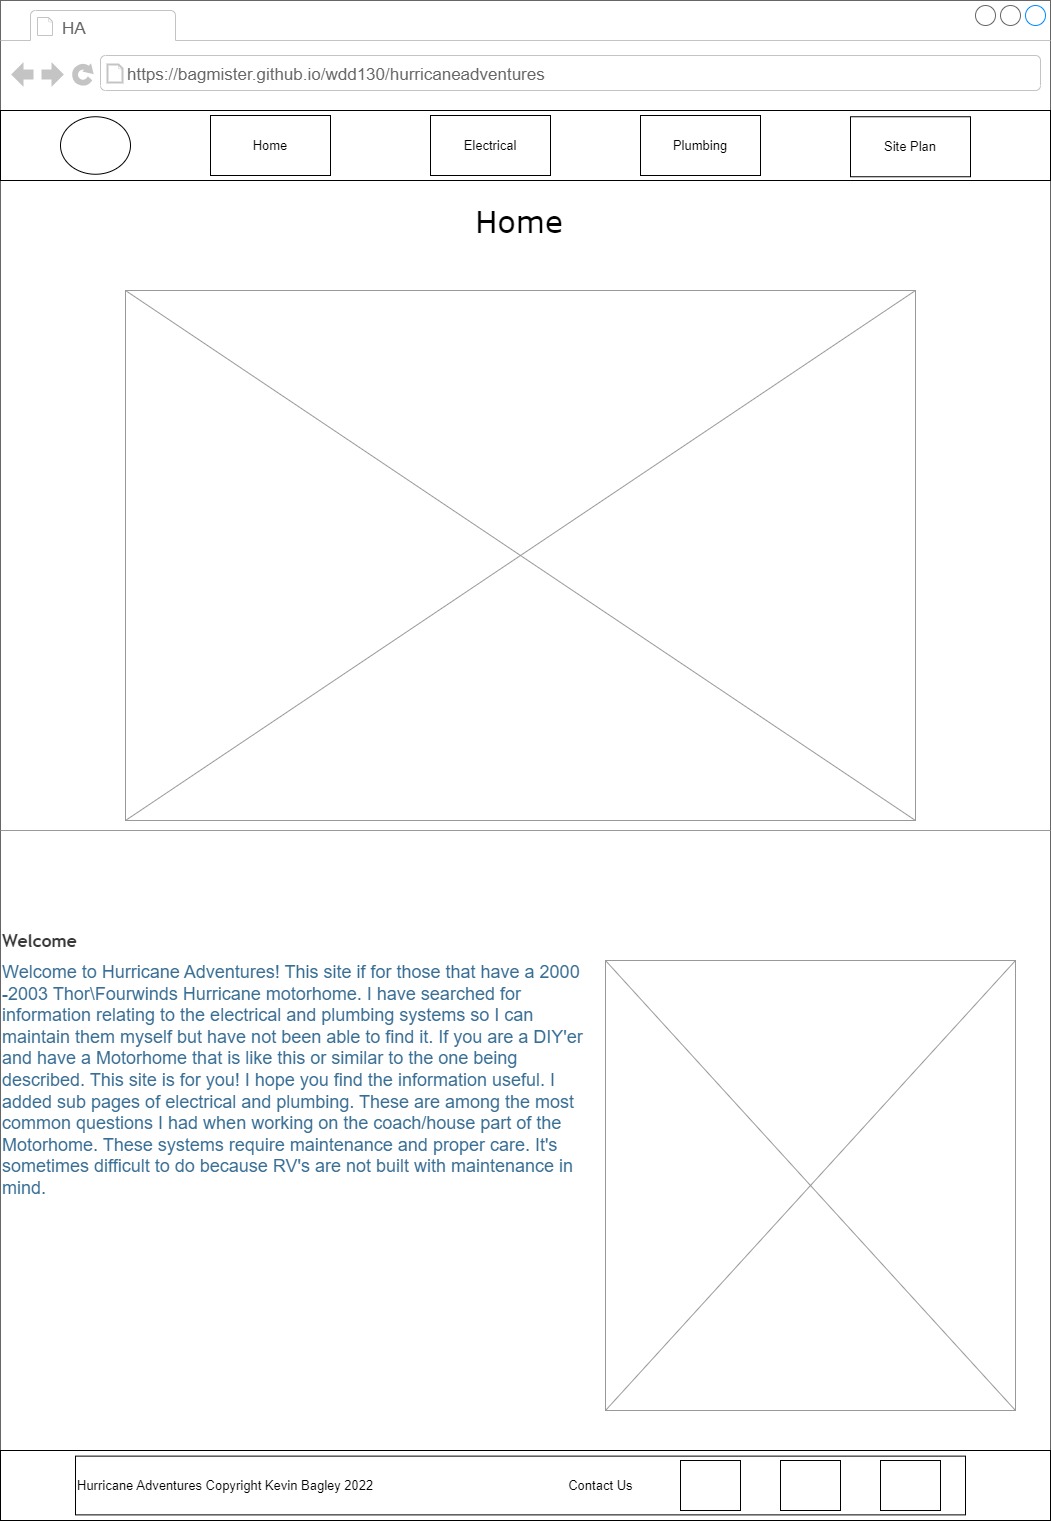 HA
https://bagmister.github.io/wdd130/hurricaneadventures
Home
Electrical
Plumbing
Site Plan
Home
Welcome
Welcome to Hurricane Adventures! This site if for those that have a 2000
-2003 Thor\Fourwinds Hurricane motorhome. I have searched for
information relating to the electrical and plumbing systems so I can
maintain them myself but have not been able to find it. If you are a DIY'er
and have a Motorhome that is like this or similar to the one being
described. This site is for you! I hope you find the information useful. I
added sub pages of electrical and plumbing. These are among the most
common questions I had when working on the coach/house part of the
Motorhome. These systems require maintenance and proper care. It's
sometimes difficult to do because RV's are not built with maintenance in
mind.
Hurricane Adventures Copyright Kevin Bagley 2022
Contact Us